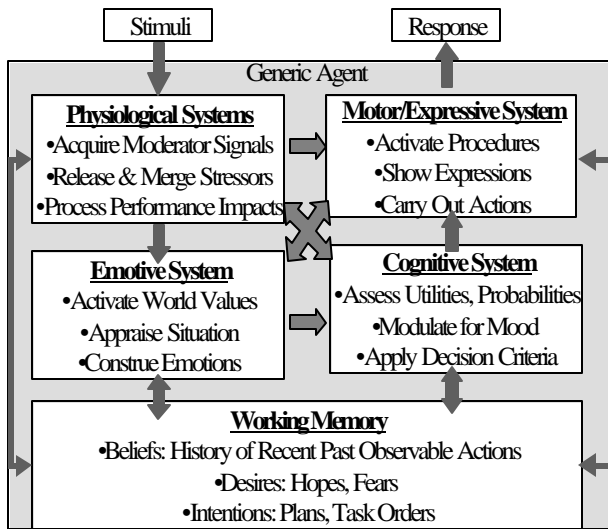 Stimuli
Response
Generic Agent
Physiological Systems
•Acquire Moderator Signals
•Release & Merge Stressors
•Process Performance Impacts
Motor/Expressive System
•Activate Procedures
•Show Expressions
•Carry Out Actions
Emotive System
•Activate World Values
•Appraise Situation
•Construe Emotions
Cognitive System
•Assess Utilities, Probabilities
•Modulate for Mood
•Apply Decision Criteria
Working Memory
•Beliefs: History of Recent Past Observable Actions
•Desires: Hopes, Fears
•Intentions: Plans, Task Orders